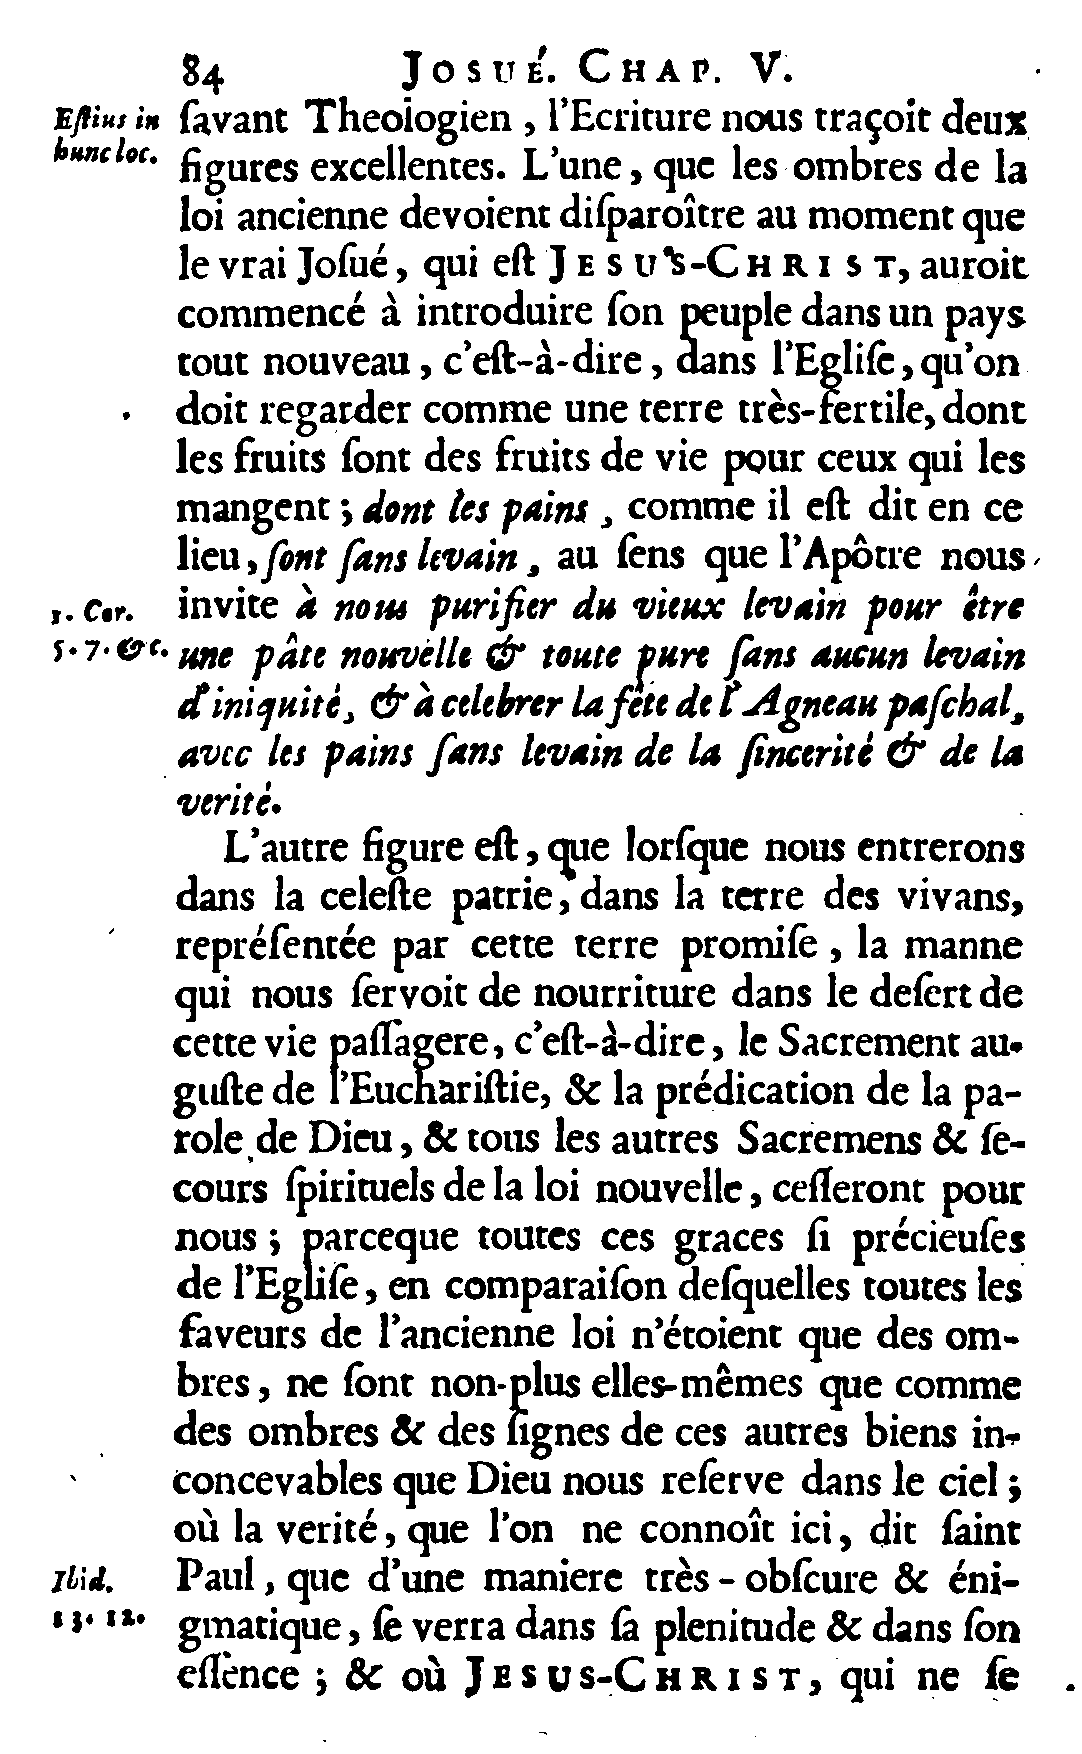 84 JOSUÉ. CHAP. V.
Eſtius in hunc loc.
ſavant Theologien, l'Ecriture nous traçoit deux
figures excellentes. L'une, que les ombres de la
loi ancienne devoient diſparoître au moment que
le vrai Joſué, qui eſt JESUS-CHRIST, auroit
commencé à introduire ſon peuple dans un pays
tout nouveau, c'eſt-à-dire, dans l'Egliſe, qu'on
doit regarder comme une terre très-fertile, dont
les fruits ſont des fruits de vie pour ceux qui les
mangent; dont les pains, comme il eſt dit en ce
lieu, ſont ſans levain, au ſens que l'Apôtre nous
1. Cor. 5. 7. &c.
invite à nous purifier du vieux levain pour être
une pâte nouvelle & toute pure ſans aucun levain
d'iniquité, & à celebrer la fête de l'Agneau paſchal,
avec les pains ſans levain de la ſincerité & de la
verité.
L'autre figure eſt, que lorſque nous entrerons
dans la celeſte patrie, dans la terre des vivans,
repréſentée par cette terre promiſe, la manne
qui nous ſervoit de nourriture dans le deſert de
cette vie paſſagere, c'eſt-à-dire, le Sacrement au-
guſte de l'Euchariſtie, & la prédication de la pa-
role de Dieu, & tous les autres Sacremens & ſe-
cours ſpirituels de la loi nouvelle, ceſſeront pour
nous; parceque toutes ces graces ſi précieuſes
de l'Egliſe, en comparaiſon deſquelles toutes les
faveurs de l'ancienne loi n'étoient que des om-
bres, ne ſont non-plus elles-mêmes que comme
des ombres & des ſignes de ces autres biens in-
concevables que Dieu nous reſerve dans le ciel;
où la verité, que l'on ne connoît ici, dit ſaint
Ibid. 13. 12.
Paul, que d'une maniere très-obſcure & éni-
gmatique, ſe verra dans ſa plenitude & dans ſon
eſſence; & où JESUS-CHRIST, qui ne ſe